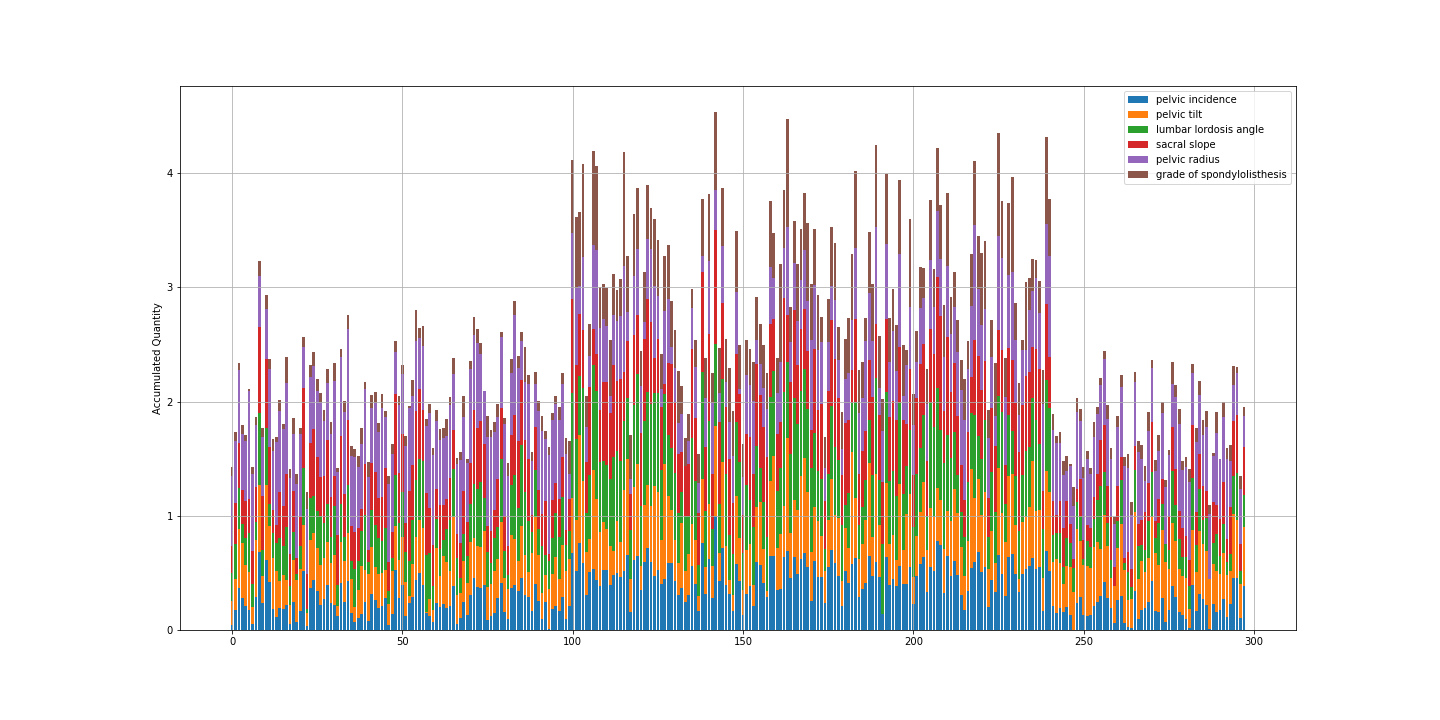 pelvic incidence
pelvic tilt
lumbar lordosis angle
sacral slope
pelvic radius
grade of spondylolisthesis
Accumulated Quantitity
4
3
2
1
0
0
50
100
150
200
250
300